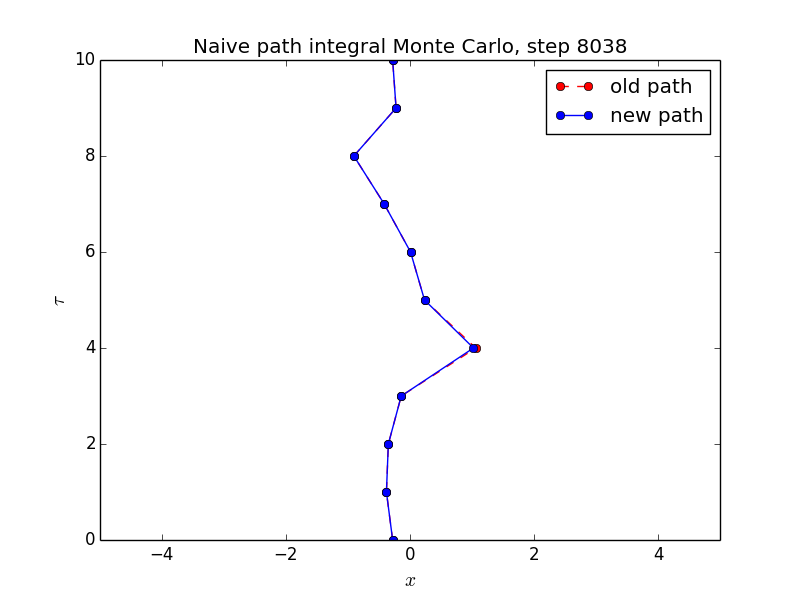 Naive path integral Monte Carlo, step 8038
10
old path
new path
8
6
τ
4
2
0
−4 −2 0 2 4
x